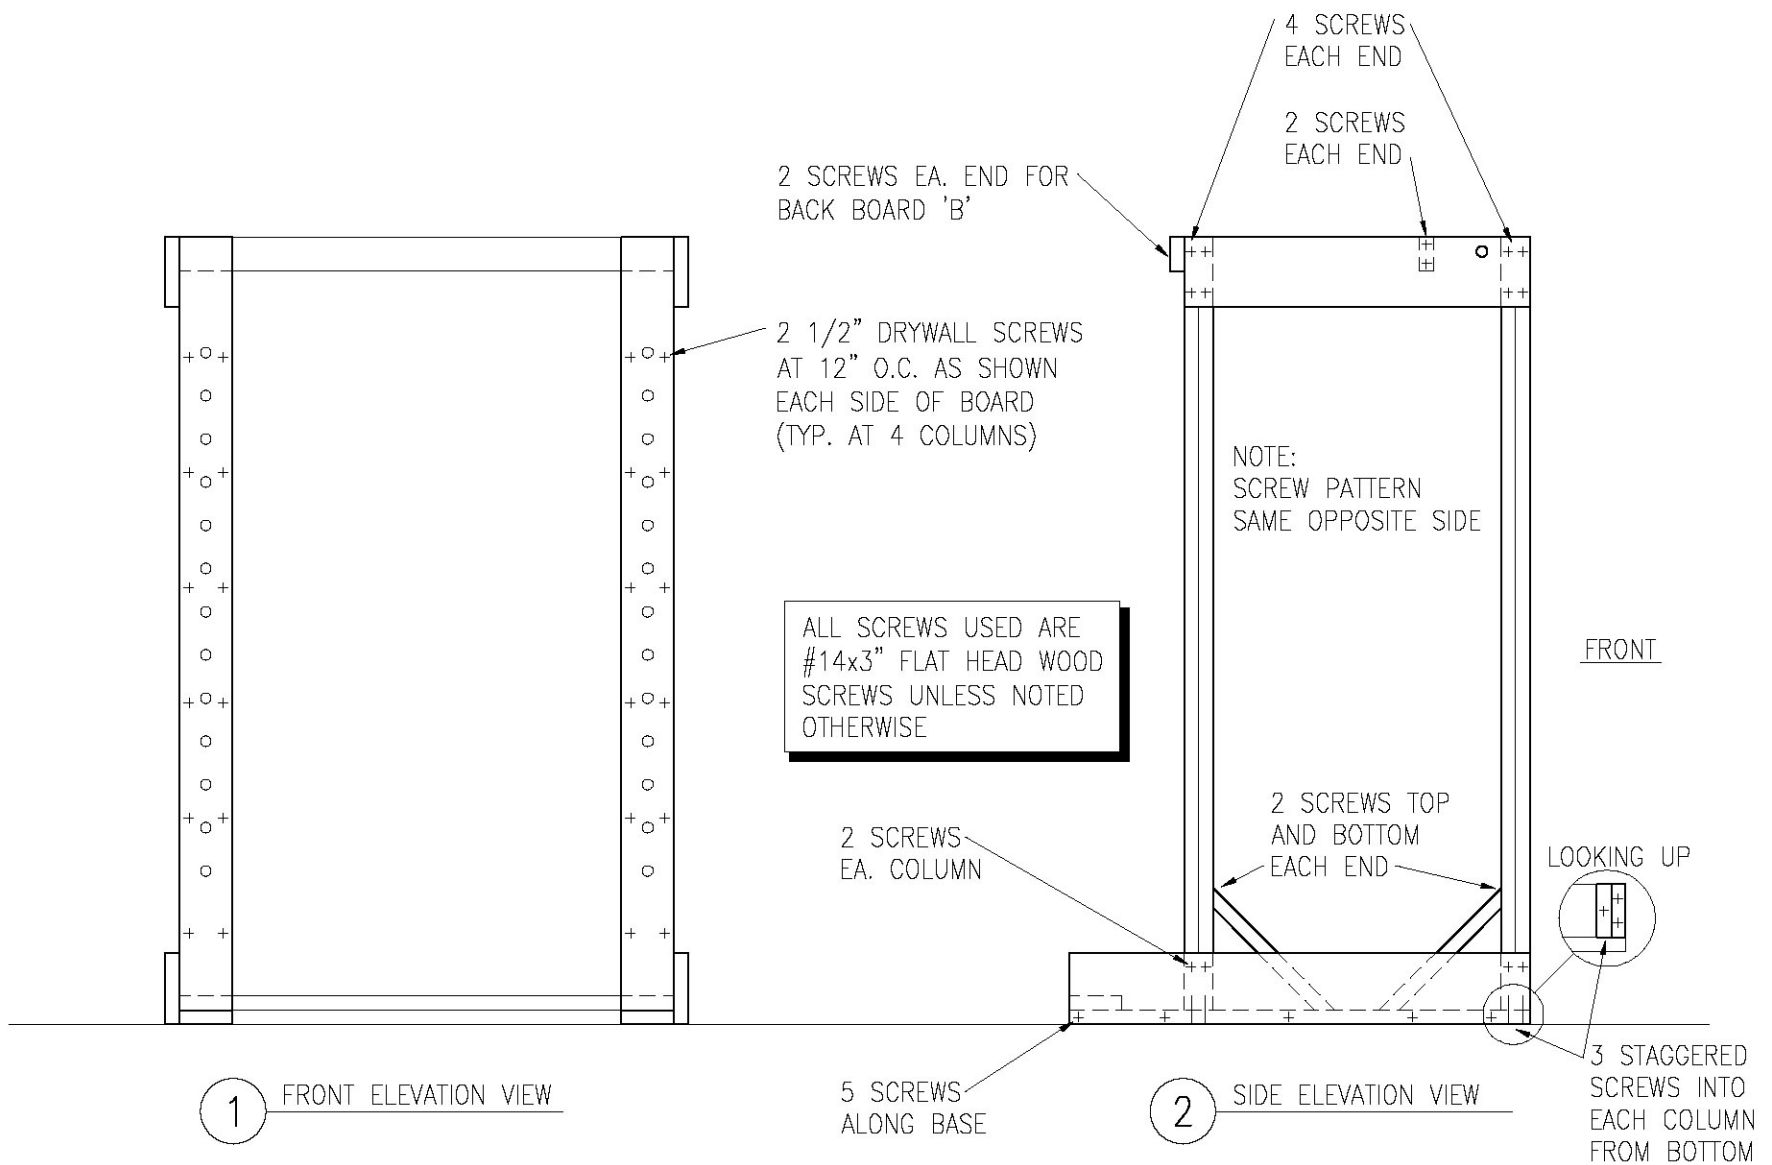 4 SCREWS
EACH END
2 SCREWS
EACH END
2 SCREWS EA. END FOR
BACK BOARD 'B'
2 1/2" DRYWALL SCREWS
AT 12" O.C. AS SHOWN
EACH SIDE OF BOARD
(TYP. AT 4 COLUMNS)
NOTE:
SCREW PATTERN
SAME OPPOSITE SIDE
ALL SCREWS USED ARE
#14x3" FLAT HEAD WOOD
SCREWS UNLESS NOTED
OTHERWISE
FRONT
2 SCREWS
EA. COLUMN
2 SCREWS TOP
AND BOTTOM
EACH END
LOOKING UP
5 SCREWS
ALONG BASE
3 STAGGERED
SCREWS INTO
EACH COLUMN
FROM BOTTOM
1 FRONT ELEVATION VIEW
2 SIDE ELEVATION VIEW